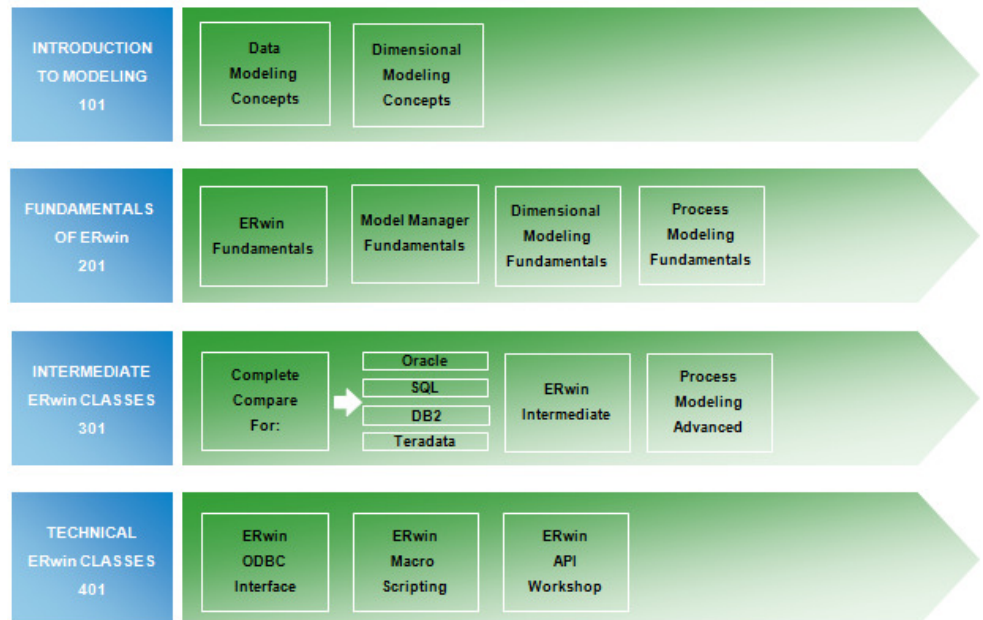 INTRODUCTION
TO MODELING
101
Data
Modeling
Concepts
Dimensional
Modeling
Concepts
FUNDAMENTALS
OF ERwin
201
ERwin
Fundamentals
Model Manager
Fundamentals
Dimensional
Modeling
Fundamentals
Process
Modeling
Fundamentals
INTERMEDIATE
ERwin CLASSES
301
Complete
Compare
For:
Oracle
SQL
DB2
Teradata
ERwin
Intermediate
Process
Modeling
Advanced
TECHNICAL
ERwin CLASSES
401
ERwin
ODBC
Interface
ERwin
Macro
Scripting
ERwin
API
Workshop